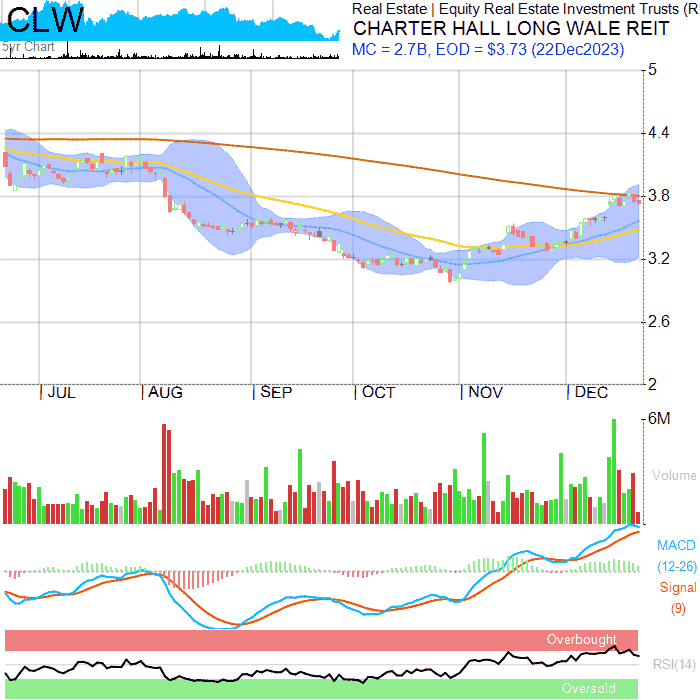 CLW
5yr Chart
Real Estate | Equity Real Estate Investment Trusts (R
CHARTER HALL LONG WALE REIT
MC = 2.7B, EOD = $3.73 (22Dec2023)
5
4.4
3.8
3.2
2.6
2
| JUL | AUG | SEP | OCT | NOV | DEC
6M
Volume
MACD
(12-26)
Signal
(9)
Overbought
RSI(14)
Oversold